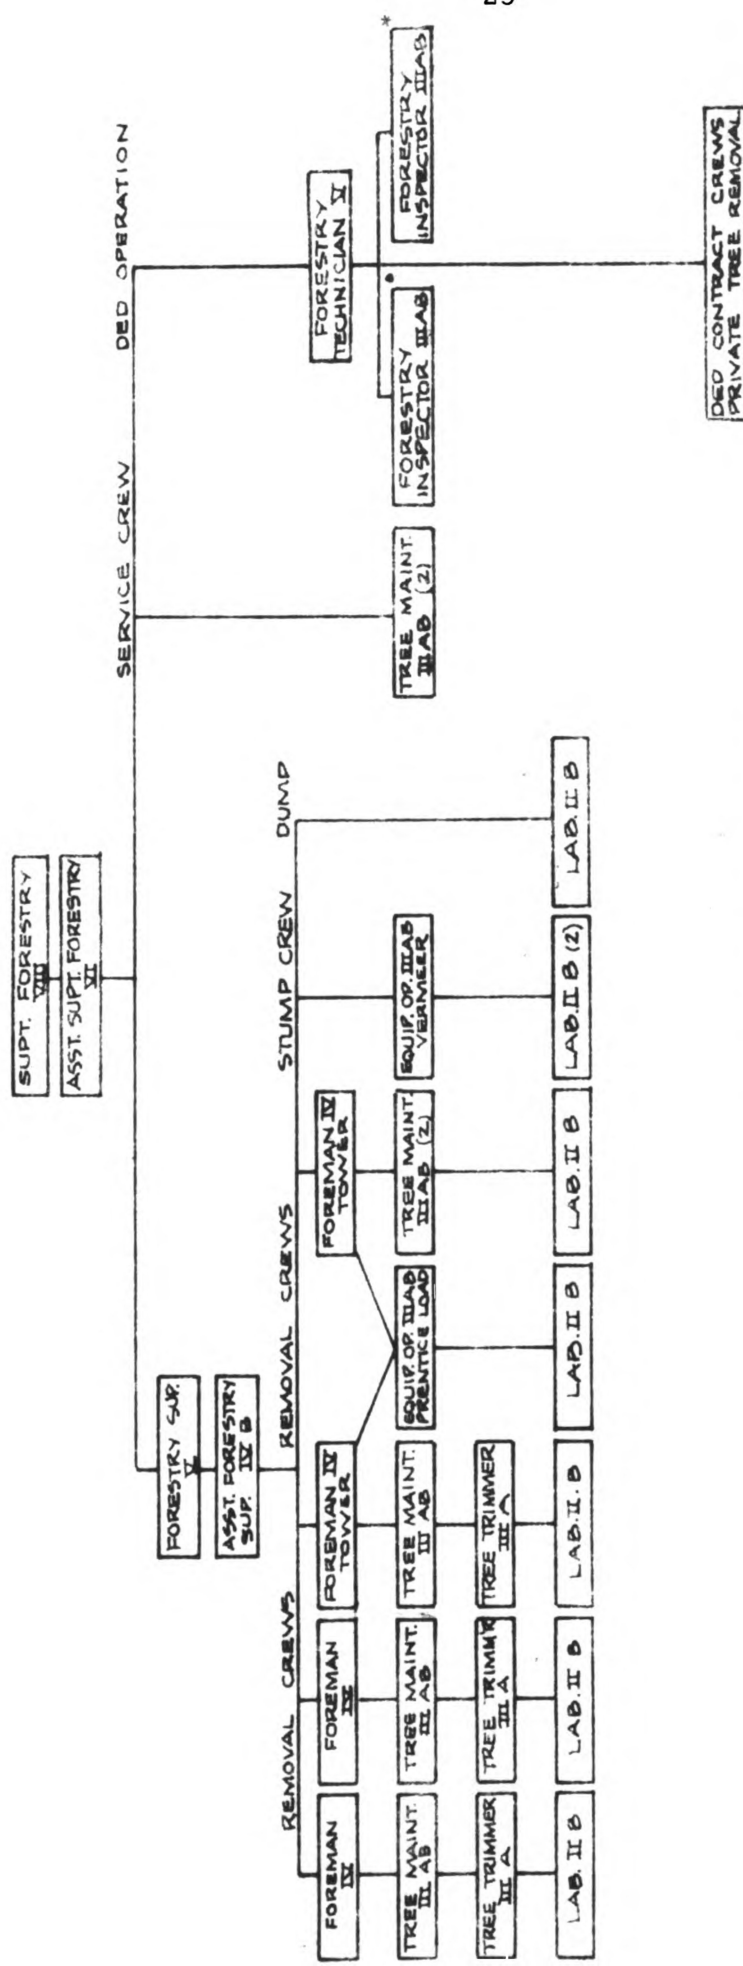 SUPT. FORESTRY
VIII
ASST. SUPT. FORESTRY
VI
SERVICE CREW
DED OPERATION
FORESTRY SUP.
V
ASST. FORESTRY
SUP. IV B
REMOVAL CREWS
REMOVAL CREWS
STUMP CREW
DUMP
FOREMAN
IV
FOREMAN
IV
FOREMAN IV
TOWER
FOREMAN IV
TOWER
FORESTRY
TECHNICIAN V
TREE MAINT.
III AB
TREE MAINT.
III AB
TREE MAINT.
III AB
EQUIP. OP. III AB
PRENTICE LOAD
TREE MAINT.
III AB (2)
EQUIP. OP. III AB
VERMEER
TREE MAINT.
III AB (2)
FORESTRY
INSPECTOR III AB
*
FORESTRY
INSPECTOR III AB
TREE TRIMMER
III A
TREE TRIMM'R
III A
TREE TRIMMER
III A
LAB. II B
LAB. II B
LAB. II. B
LAB. II B
LAB. II B
LAB. II B (2)
LAB. II B
DED CONTRACT CREWS
PRIVATE TREE REMOVAL